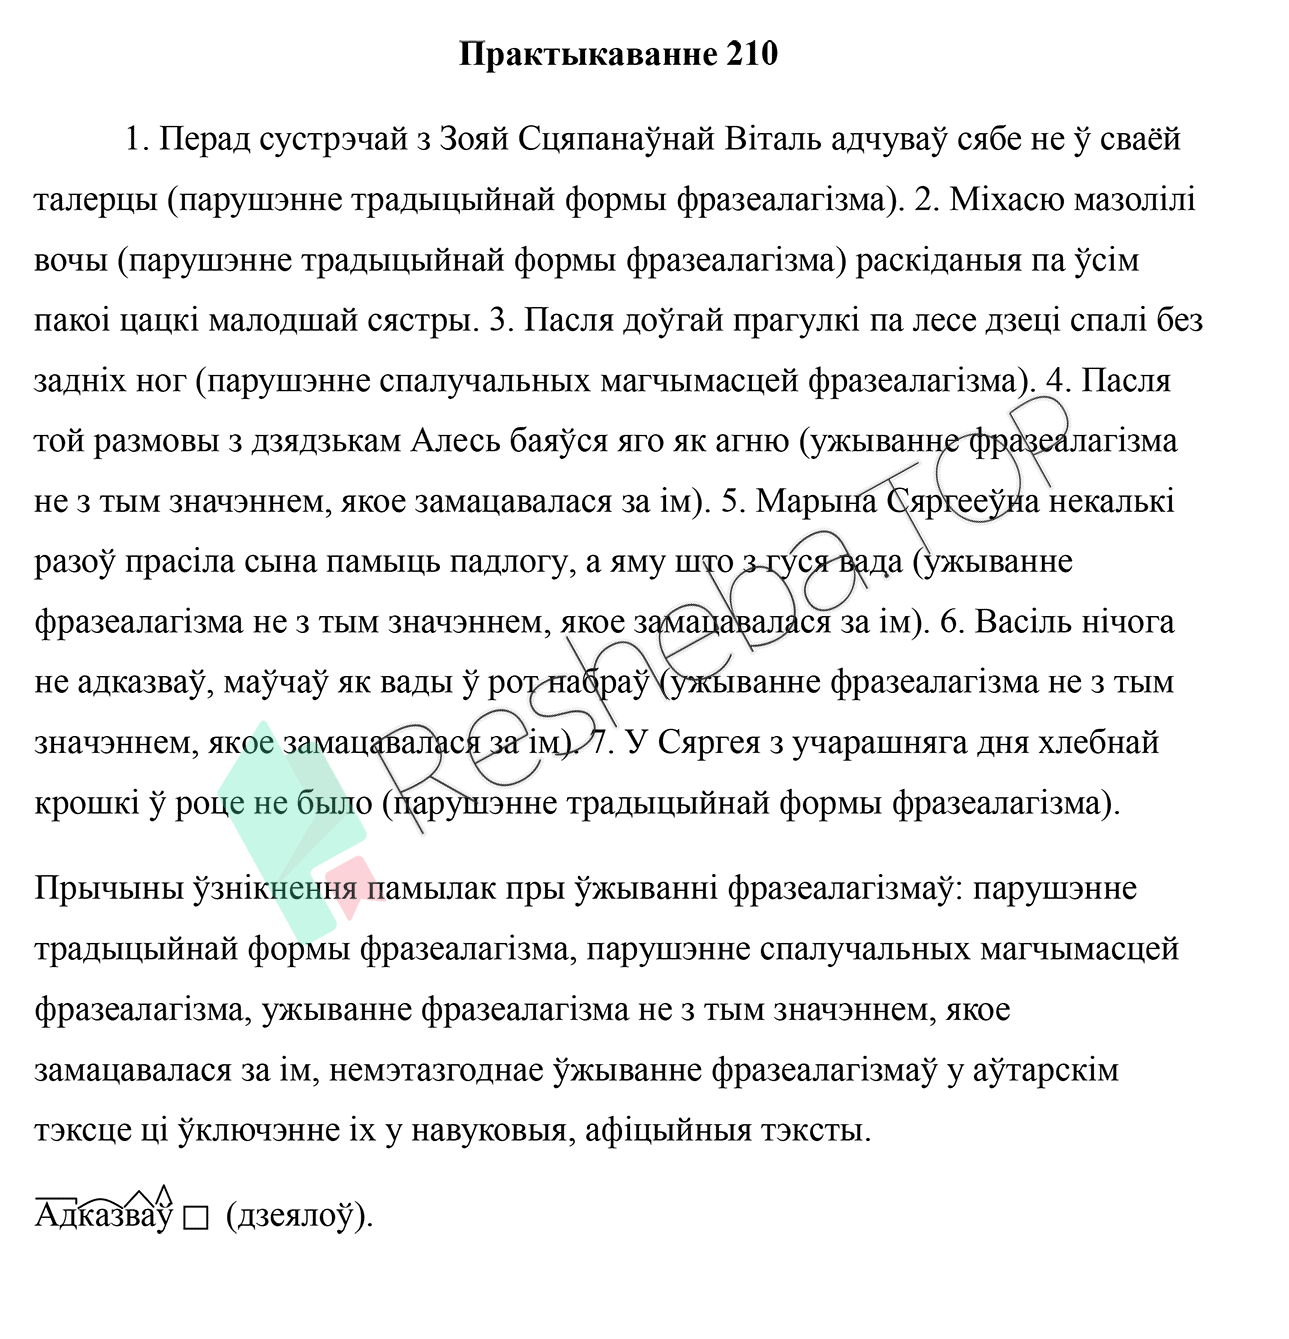 Практыкаванне 210
1. Перад сустрэчай з Зояй Сцяпанаўнай Віталь адчуваў сябе не ў сваёй
талерцы (парушэнне традыцыйнай формы фразеалагізма). 2. Міхасю мазолілі
вочы (парушэнне традыцыйнай формы фразеалагізма) раскіданыя па ўсім
пакоі цацкі малодшай сястры. 3. Пасля доўгай прагулкі па лесе дзеці спалі без
задніх ног (парушэнне спалучальных магчымасцей фразеалагізма). 4. Пасля
той размовы з дзядзькам Алесь баяўся яго як агню (ужыванне фразеалагізма
не з тым значэннем, якое замацавалася за ім). 5. Марына Сяргееўна некалькі
разоў прасіла сына памыць падлогу, а яму што з гуся вада (ужыванне
фразеалагізма не з тым значэннем, якое замацавалася за ім). 6. Васіль нічога
не адказваў, маўчаў як вады ў рот набраў (ужыванне фразеалагізма не з тым
значэннем, якое замацавалася за ім). 7. У Сяргея з учарашняга дня хлебнай
крошкі ў роце не было (парушэнне традыцыйнай формы фразеалагізма).
Прычыны ўзнікнення памылак пры ўжыванні фразеалагізмаў: парушэнне
традыцыйнай формы фразеалагізма, парушэнне спалучальных магчымасцей
фразеалагізма, ужыванне фразеалагізма не з тым значэннем, якое
замацавалася за ім, немэтазгоднае ўжыванне фразеалагізмаў у аўтарскім
тэксце ці ўключэнне іх у навуковыя, афіцыйныя тэксты.
Адказваў □ (дзеялоў).
Resheba.TOP